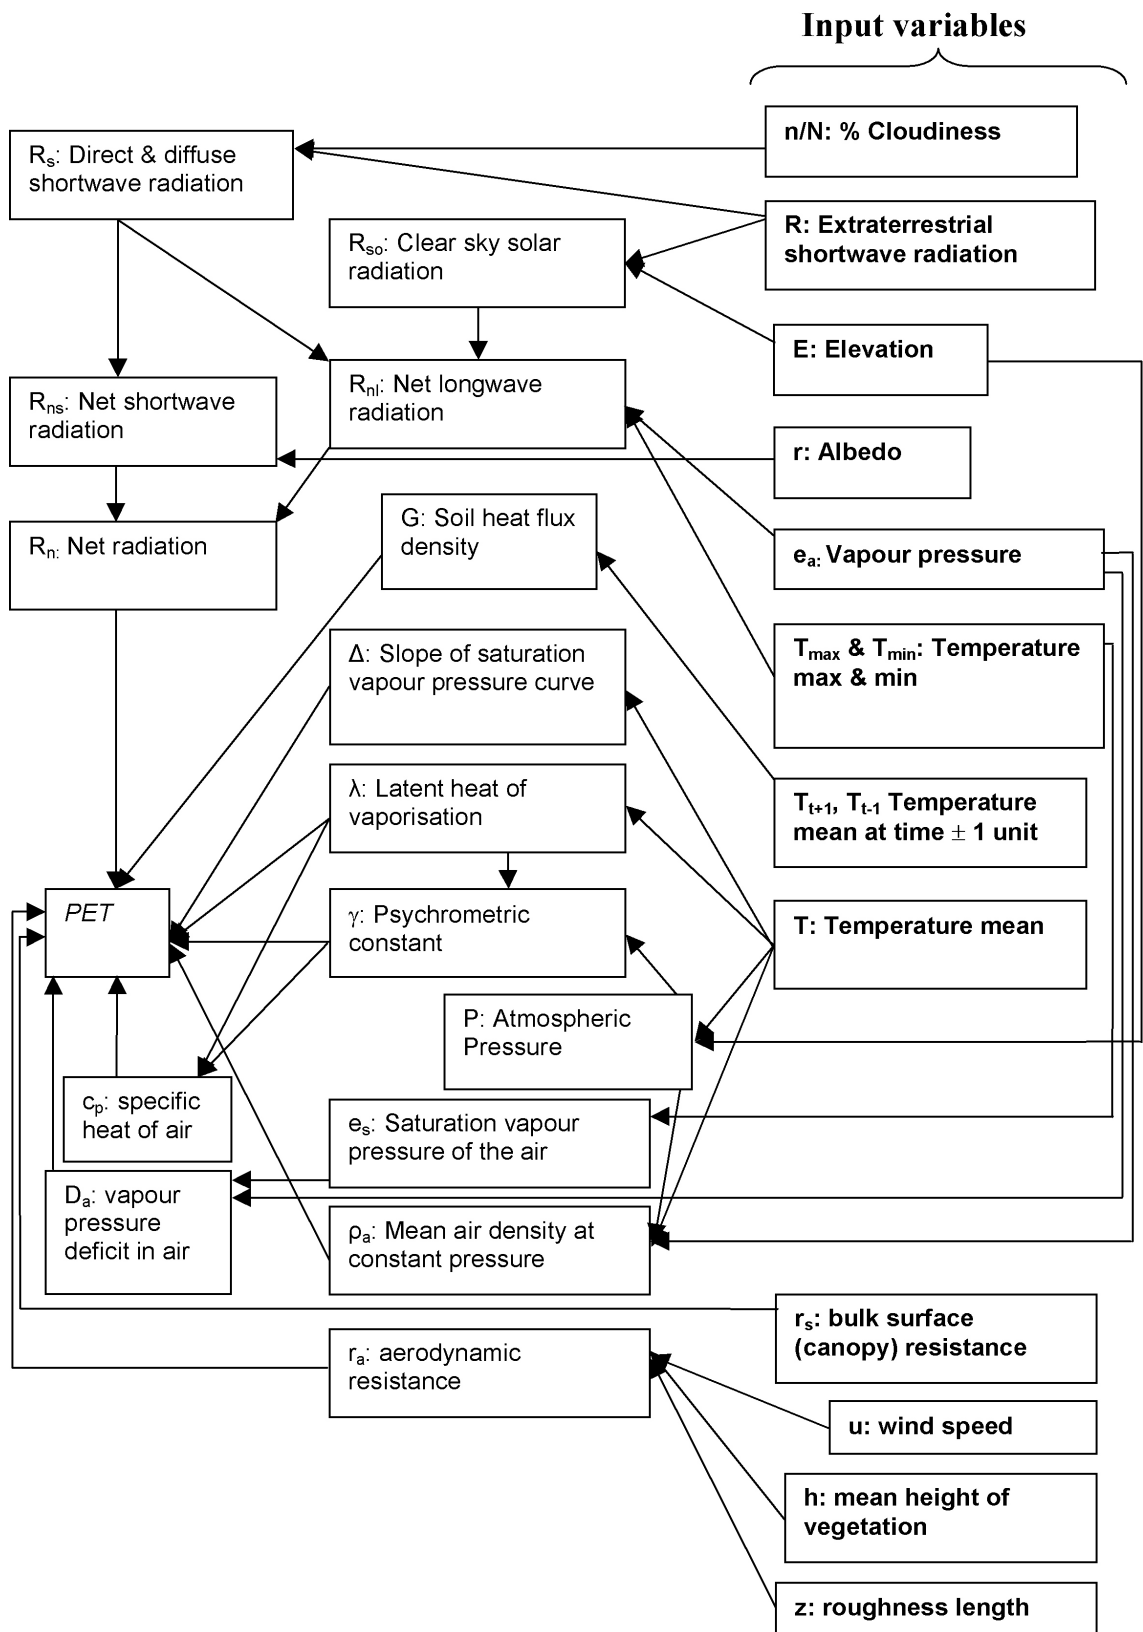 Input variables
n/N: % Cloudiness
Rs: Direct & diffuse
shortwave radiation
R: Extraterrestrial
shortwave radiation
Rso: Clear sky solar
radiation
E: Elevation
Rnl: Net longwave
radiation
Rns: Net shortwave
radiation
r: Albedo
G: Soil heat flux
density
Rn: Net radiation
ea: Vapour pressure
Δ: Slope of saturation
vapour pressure curve
Tmax & Tmin: Temperature
max & min
λ: Latent heat of
vaporisation
Tt+1, Tt-1 Temperature
mean at time ± 1 unit
PET
γ: Psychrometric
constant
T: Temperature mean
P: Atmospheric
Pressure
cp: specific
heat of air
es: Saturation vapour
pressure of the air
Da: vapour
pressure
deficit in air
ρa: Mean air density at
constant pressure
rs: bulk surface
(canopy) resistance
ra: aerodynamic
resistance
u: wind speed
h: mean height of
vegetation
z: roughness length